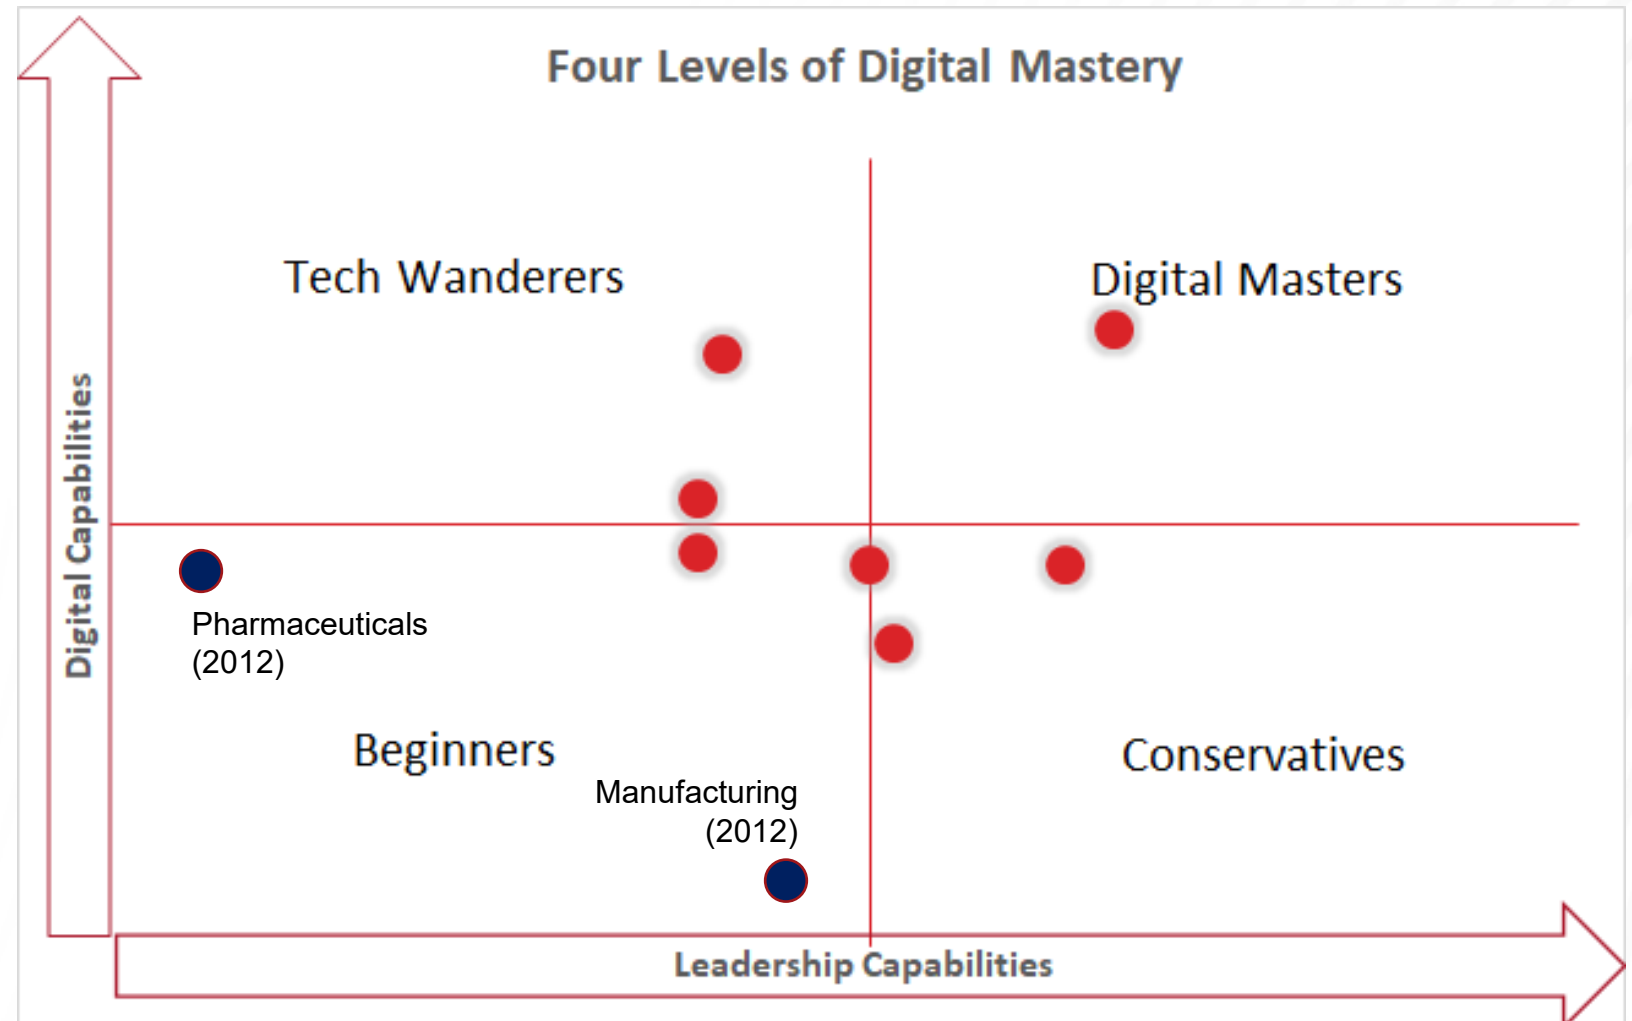 Four Levels of Digital Mastery
Tech Wanderers
Digital Masters
Digital Capabilities
Pharmaceuticals
(2012)
Beginners
Conservatives
Manufacturing
(2012)
Leadership Capabilities